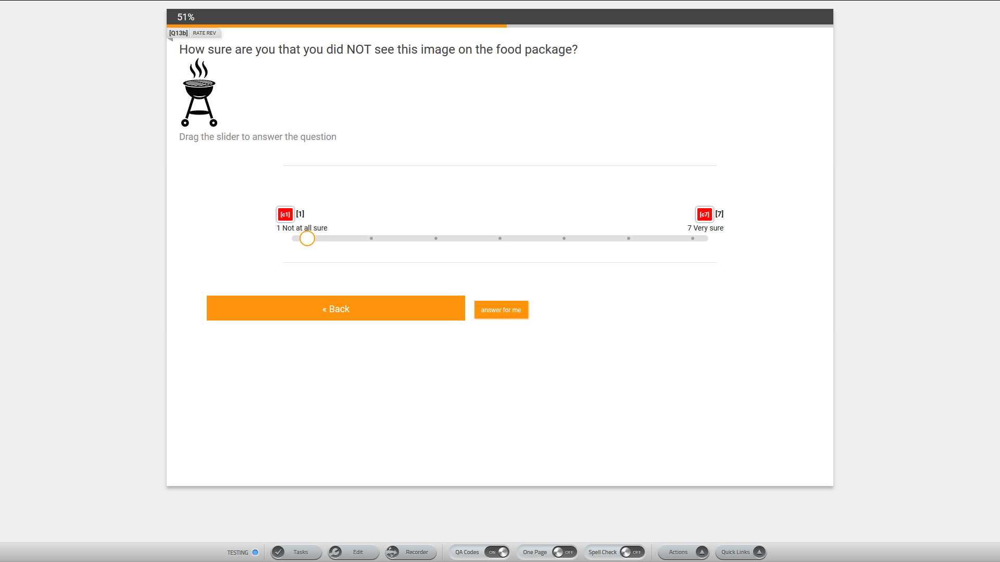 51%
[Q13b] RATE REV
How sure are you that you did NOT see this image on the food package?
Drag the slider to answer the question
[c1] [1] [c7] [7]
1 Not at all sure 7 Very sure
« Back answer for me
TESTING Tasks Edit Recorder QA Codes ON One Page OFF Spell Check OFF Actions Quick Links